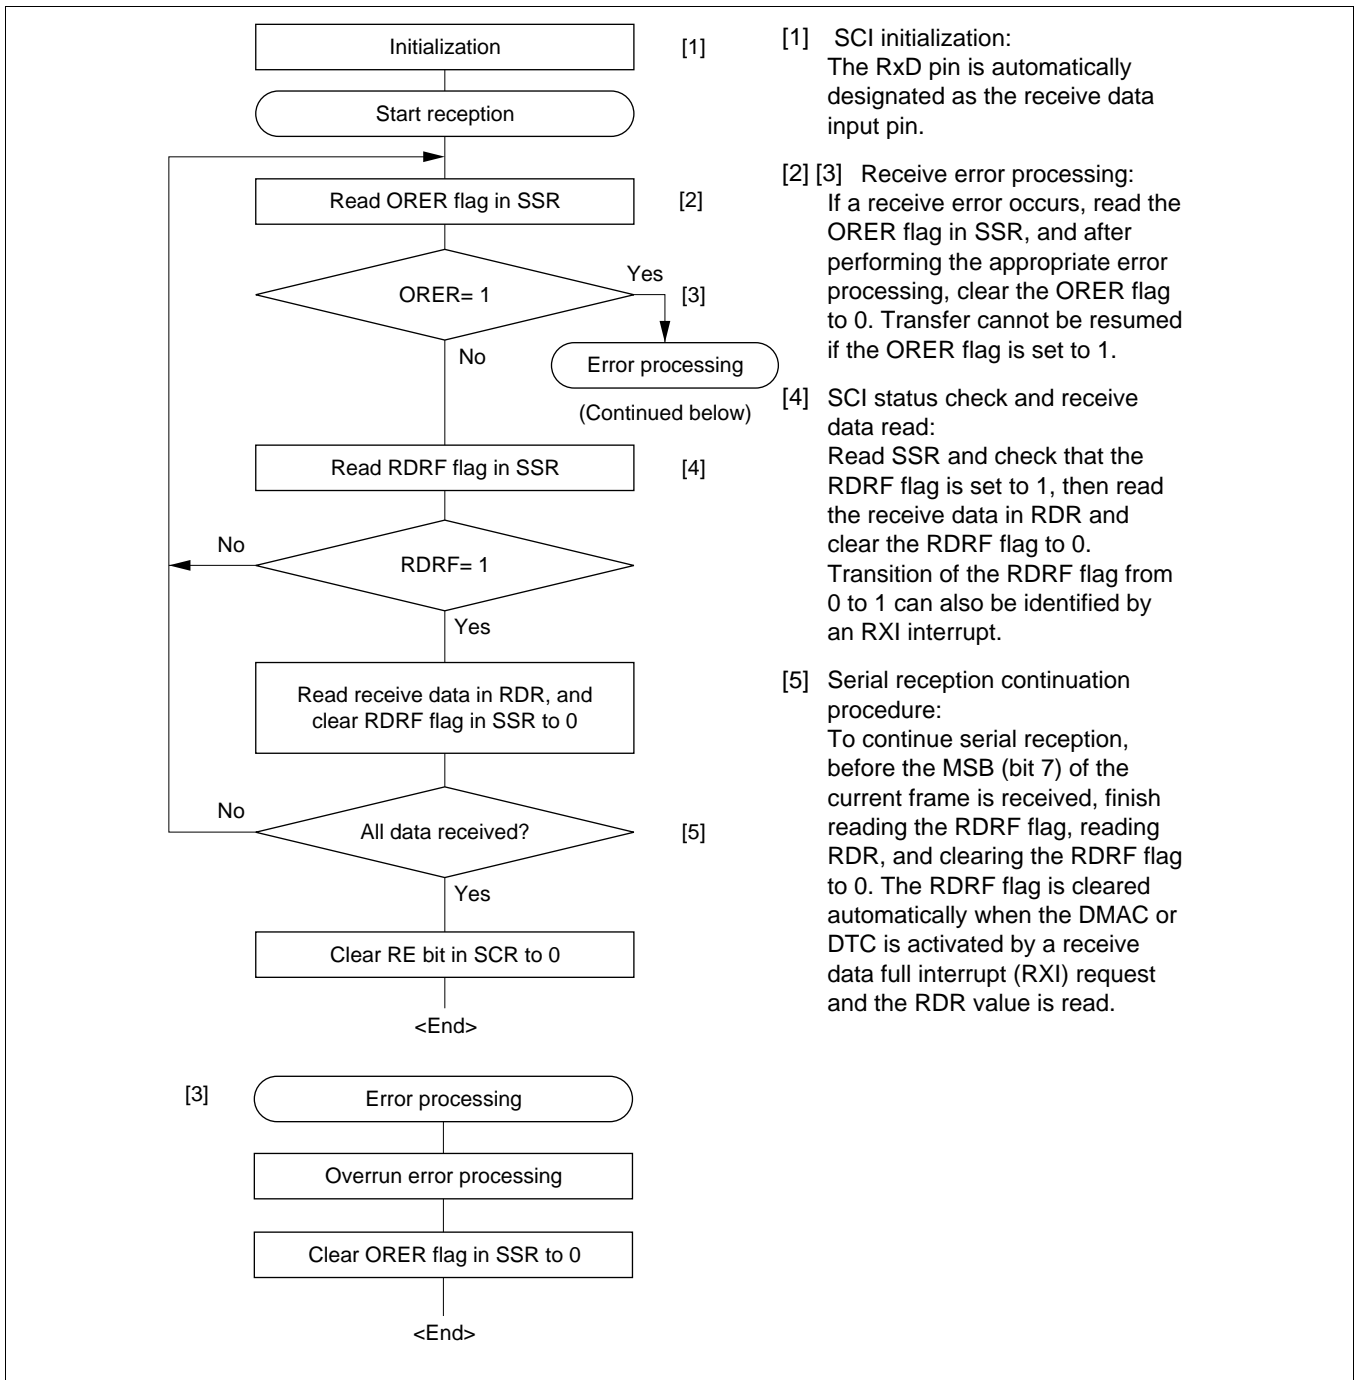 Initialization
[1]
Start reception
Read ORER flag in SSR
[2]
ORER= 1
Yes
[3]
No
Error processing
(Continued below)
Read RDRF flag in SSR
[4]
No
RDRF= 1
Yes
Read receive data in RDR, and
clear RDRF flag in SSR to 0
No
All data received?
[5]
Yes
Clear RE bit in SCR to 0
<End>
[3]
Error processing
Overrun error processing
Clear ORER flag in SSR to 0
<End>
[1] SCI initialization:
The RxD pin is automatically
designated as the receive data
input pin.
[2] [3] Receive error processing:
If a receive error occurs, read the
ORER flag in SSR, and after
performing the appropriate error
processing, clear the ORER flag
to 0. Transfer cannot be resumed
if the ORER flag is set to 1.
[4] SCI status check and receive
data read:
Read SSR and check that the
RDRF flag is set to 1, then read
the receive data in RDR and
clear the RDRF flag to 0.
Transition of the RDRF flag from
0 to 1 can also be identified by
an RXI interrupt.
[5] Serial reception continuation
procedure:
To continue serial reception,
before the MSB (bit 7) of the
current frame is received, finish
reading the RDRF flag, reading
RDR, and clearing the RDRF flag
to 0. The RDRF flag is cleared
automatically when the DMAC or
DTC is activated by a receive
data full interrupt (RXI) request
and the RDR value is read.